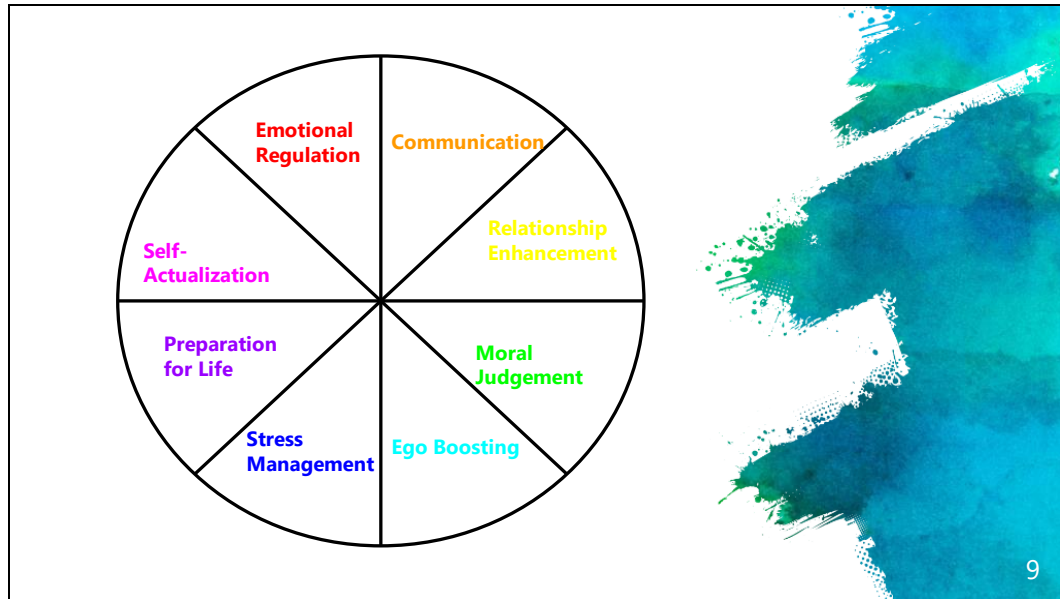 Emotional
Regulation
Communication
Relationship
Enhancement
Self-
Actualization
Preparation
for Life
Moral
Judgement
Stress
Management
Ego Boosting
9